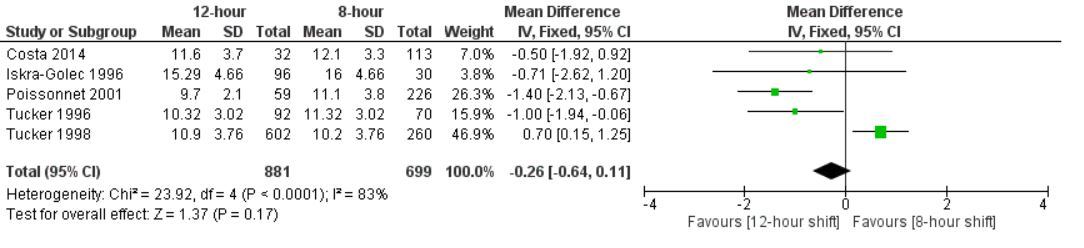 12-hour 8-hour Mean Difference Mean Difference
Study or Subgroup Mean SD Total Mean SD Total Weight IV, Fixed, 95% CI IV, Fixed, 95% CI
Costa 2014 11.6 3.7 32 12.1 3.3 113 7.0% -0.50 [-1.92, 0.92]
Iskra-Golec 1996 15.29 4.66 96 16 4.66 30 3.8% -0.71 [-2.62, 1.20]
Poissonnet 2001 9.7 2.1 59 11.1 3.8 226 26.3% -1.40 [-2.13, -0.67]
Tucker 1996 10.32 3.02 92 11.32 3.02 70 15.9% -1.00 [-1.94, -0.06]
Tucker 1998 10.9 3.76 602 10.2 3.76 260 46.9% 0.70 [0.15, 1.25]
Total (95% CI) 881 699 100.0% -0.26 [-0.64, 0.11]
Heterogeneity: Chi² = 23.92, df = 4 (P < 0.0001); I² = 83%
Test for overall effect: Z = 1.37 (P = 0.17)
-4 -2 0 2 4
Favours [12-hour shift] Favours [8-hour shift]